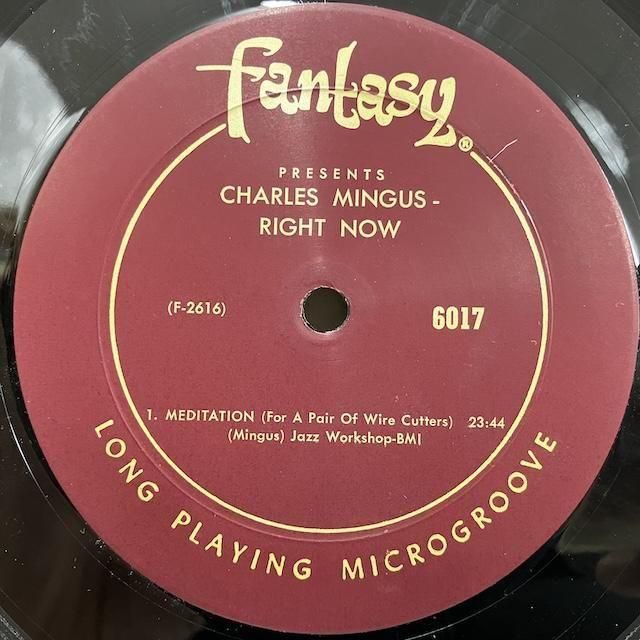 fantasy®
PRESENTS
CHARLES MINGUS -
RIGHT NOW
(F-2616) 6017
1. MEDITATION (For A Pair Of Wire Cutters) 23:44
(Mingus) Jazz Workshop-BMI
LONG PLAYING MICROGROOVE